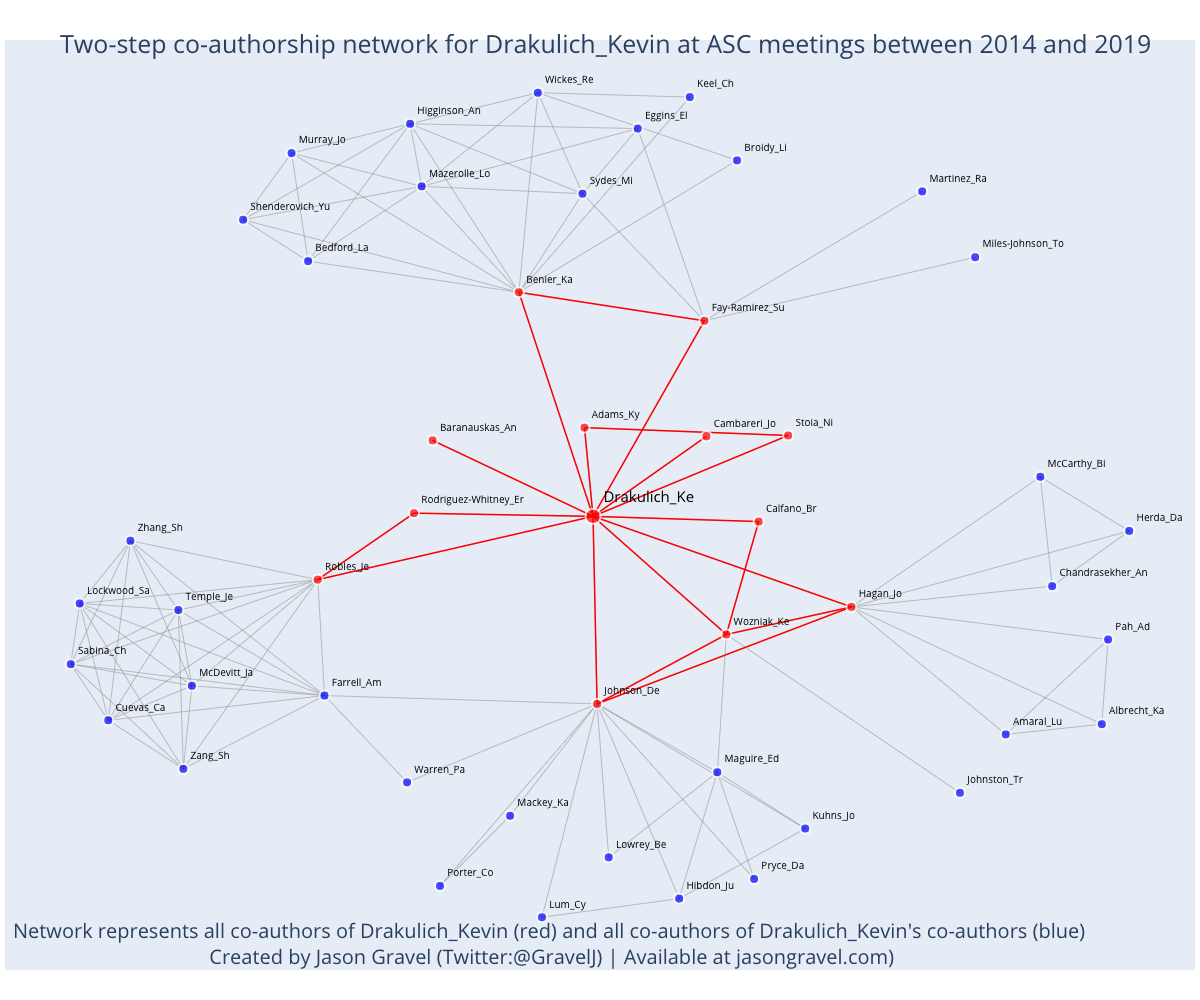 Two-step co-authorship network for Drakulich_Kevin at ASC meetings between 2014 and 2019
Wickes_Re
Keel_Ch
Higginson_An
Eggins_El
Murray_Jo
Broidy_Li
Mazerolle_Lo
Sydes_Mi
Martinez_Ra
Shenderovich_Yu
Miles-Johnson_To
Bedford_La
Benier_Ka
Fay-Ramirez_Su
Adams_Ky
Cambareri_Jo
Stoia_Ni
Baranauskas_An
McCarthy_Bi
Drakulich_Ke
Rodriguez-Whitney_Er
Calfano_Br
Herda_Da
Zhang_Sh
Robles_Je
Chandrasekher_An
Lockwood_Sa
Temple_Je
Hagan_Jo
Wozniak_Ke
Pah_Ad
Sabina_Ch
McDevitt_Ja
Farrell_Am
Johnson_De
Cuevas_Ca
Amaral_Lu
Albrecht_Ka
Zang_Sh
Warren_Pa
Maguire_Ed
Johnston_Tr
Mackey_Ka
Kuhns_Jo
Lowrey_Be
Porter_Co
Pryce_Da
Hibdon_Ju
Lum_Cy
Network represents all co-authors of Drakulich_Kevin (red) and all co-authors of Drakulich_Kevin's co-authors (blue)
Created by Jason Gravel (Twitter:@GravelJ) | Available at jasongravel.com)